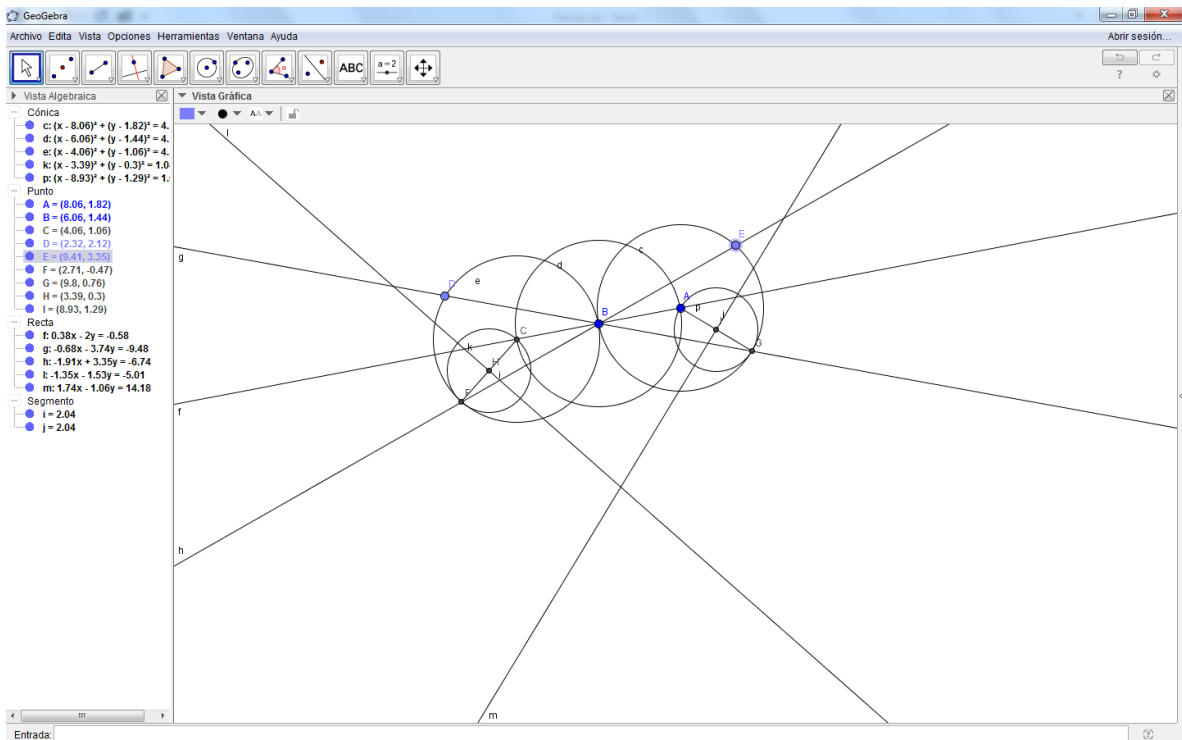 GeoGebra
Archivo Edita Vista Opciones Herramientas Ventana Ayuda
Abrir sesión...
ABC
a=2
?
Vista Algebraica
Vista Gráfica
AA
Cónica
c: (x - 8.06)² + (y - 1.82)² = 4.
d: (x - 6.06)² + (y - 1.44)² = 4.
e: (x - 4.06)² + (y - 1.06)² = 4.
k: (x - 3.39)² + (y - 0.3)² = 1.0
p: (x - 8.93)² + (y - 1.29)² = 1.
Punto
A = (8.06, 1.82)
B = (6.06, 1.44)
C = (4.06, 1.06)
D = (2.32, 2.12)
E = (9.41, 3.35)
F = (2.71, -0.47)
G = (9.8, 0.76)
H = (3.39, 0.3)
I = (8.93, 1.29)
Recta
f: 0.38x - 2y = -0.58
g: -0.68x - 3.74y = -9.48
h: -1.91x + 3.35y = -6.74
l: -1.35x - 1.53y = -5.01
m: 1.74x - 1.06y = 14.18
Segmento
i = 2.04
j = 2.04
l
E
c
g
d
e
D
A
p
B
j
C
k
G
H
i
F
f
h
m
Entrada: